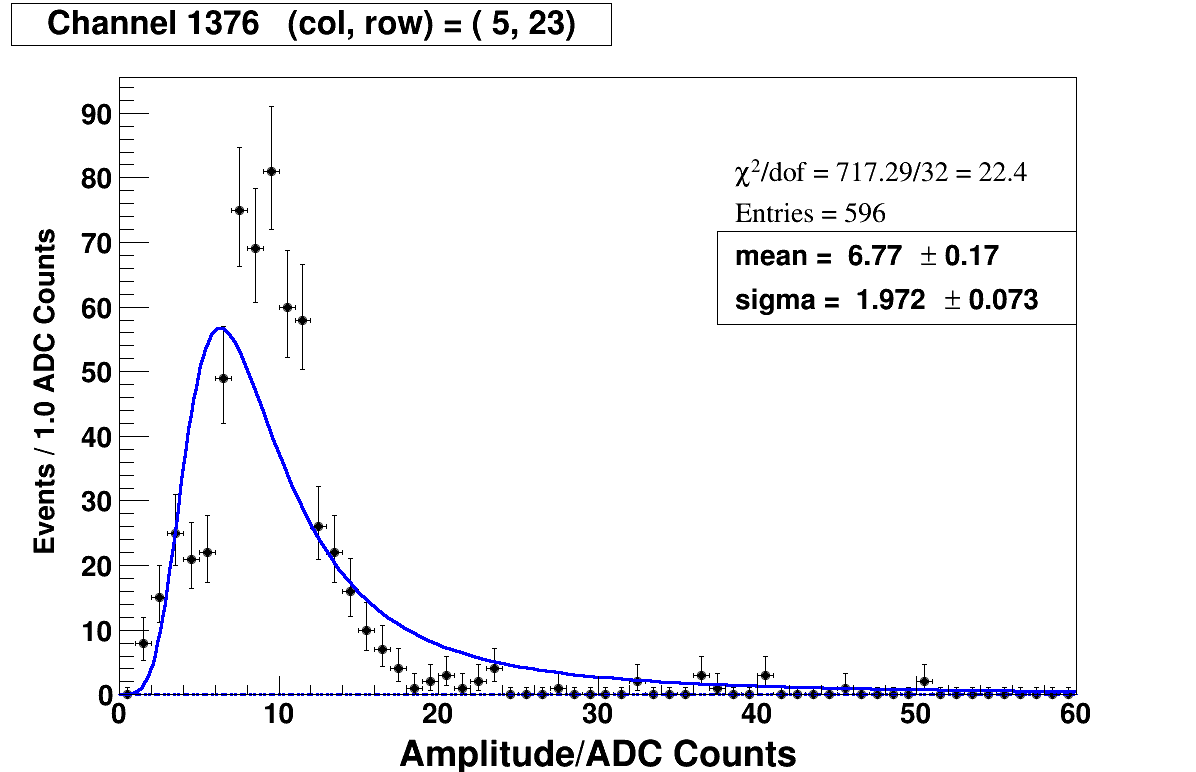 Channel 1376 (col, row) = ( 5, 23)
χ²/dof = 717.29/32 = 22.4
Entries = 596
mean = 6.77 ± 0.17
sigma = 1.972 ± 0.073
Events / 1.0 ADC Counts
90
80
70
60
50
40
30
20
10
0
0 10 20 30 40 50 60
Amplitude/ADC Counts